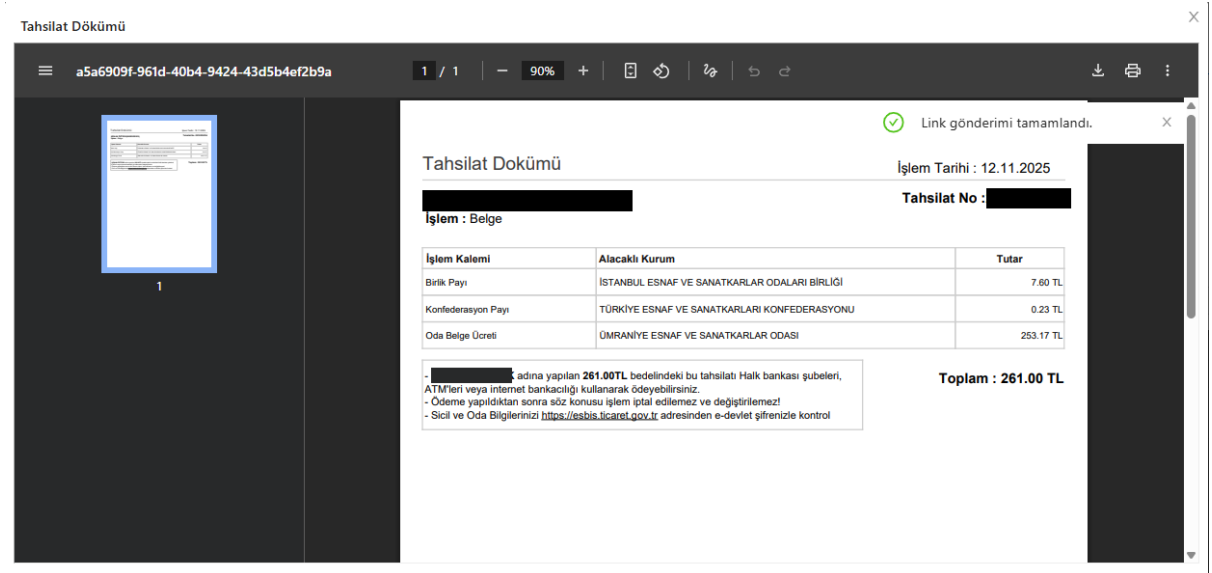 Tahsilat Dökümü
a5a6909f-961d-40b4-9424-43d5b4ef2b9a
1 / 1
90%
1
Link gönderimi tamamlandı.
Tahsilat Dokümü
İşlem Tarihi : 12.11.2025
Tahsilat No :
İşlem : Belge
İşlem Kalemi Alacaklı Kurum Tutar
Birlik Payı İSTANBUL ESNAF VE SANATKARLAR ODALARI BİRLİĞİ 7.60 TL
Konfederasyon Payı TÜRKİYE ESNAF VE SANATKARLARI KONFEDERASYONU 0.23 TL
Oda Belge Ücreti ÜMRANİYE ESNAF VE SANATKARLAR ODASI 253.17 TL
- adına yapılan 261.00TL bedelindeki bu tahsilatı Halk bankası şubeleri,
ATM'leri veya internet bankacılığı kullanarak ödeyebilirsiniz.
- Ödeme yapıldıktan sonra söz konusu işlem iptal edilemez ve değiştirilemez!
- Sicil ve Oda Bilgilerinizi https://esbis.ticaret.gov.tr adresinden e-devlet şifrenizle kontrol
Toplam : 261.00 TL